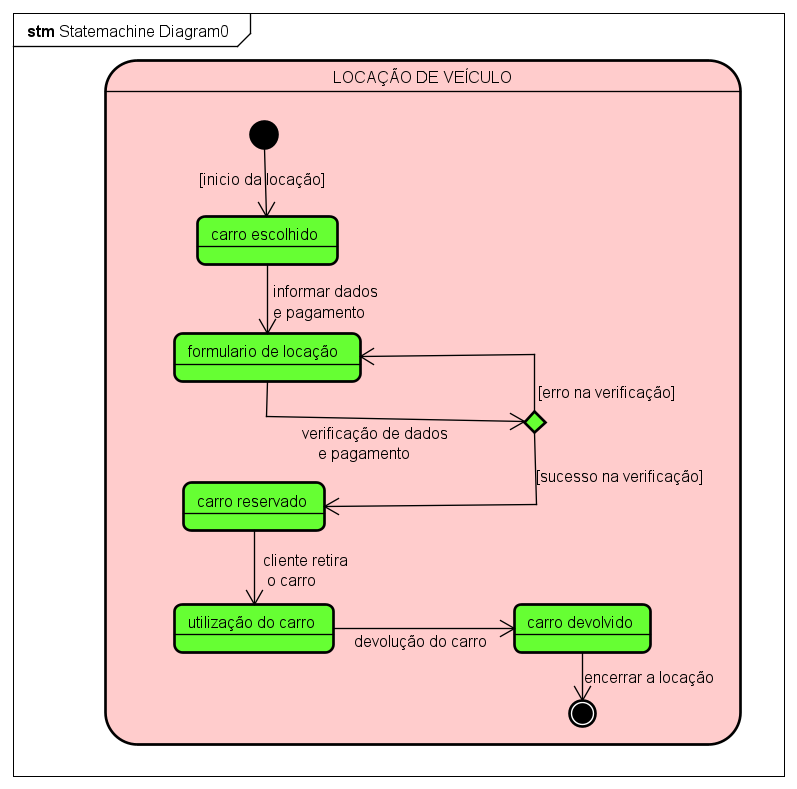 stm Statemachine Diagram0
LOCAÇÃO DE VEÍCULO
[inicio da locação]
carro escolhido
informar dados
e pagamento
formulario de locação
[erro na verificação]
verificação de dados
e pagamento
[sucesso na verificação]
carro reservado
cliente retira
o carro
utilização do carro
devolução do carro
carro devolvido
encerrar a locação